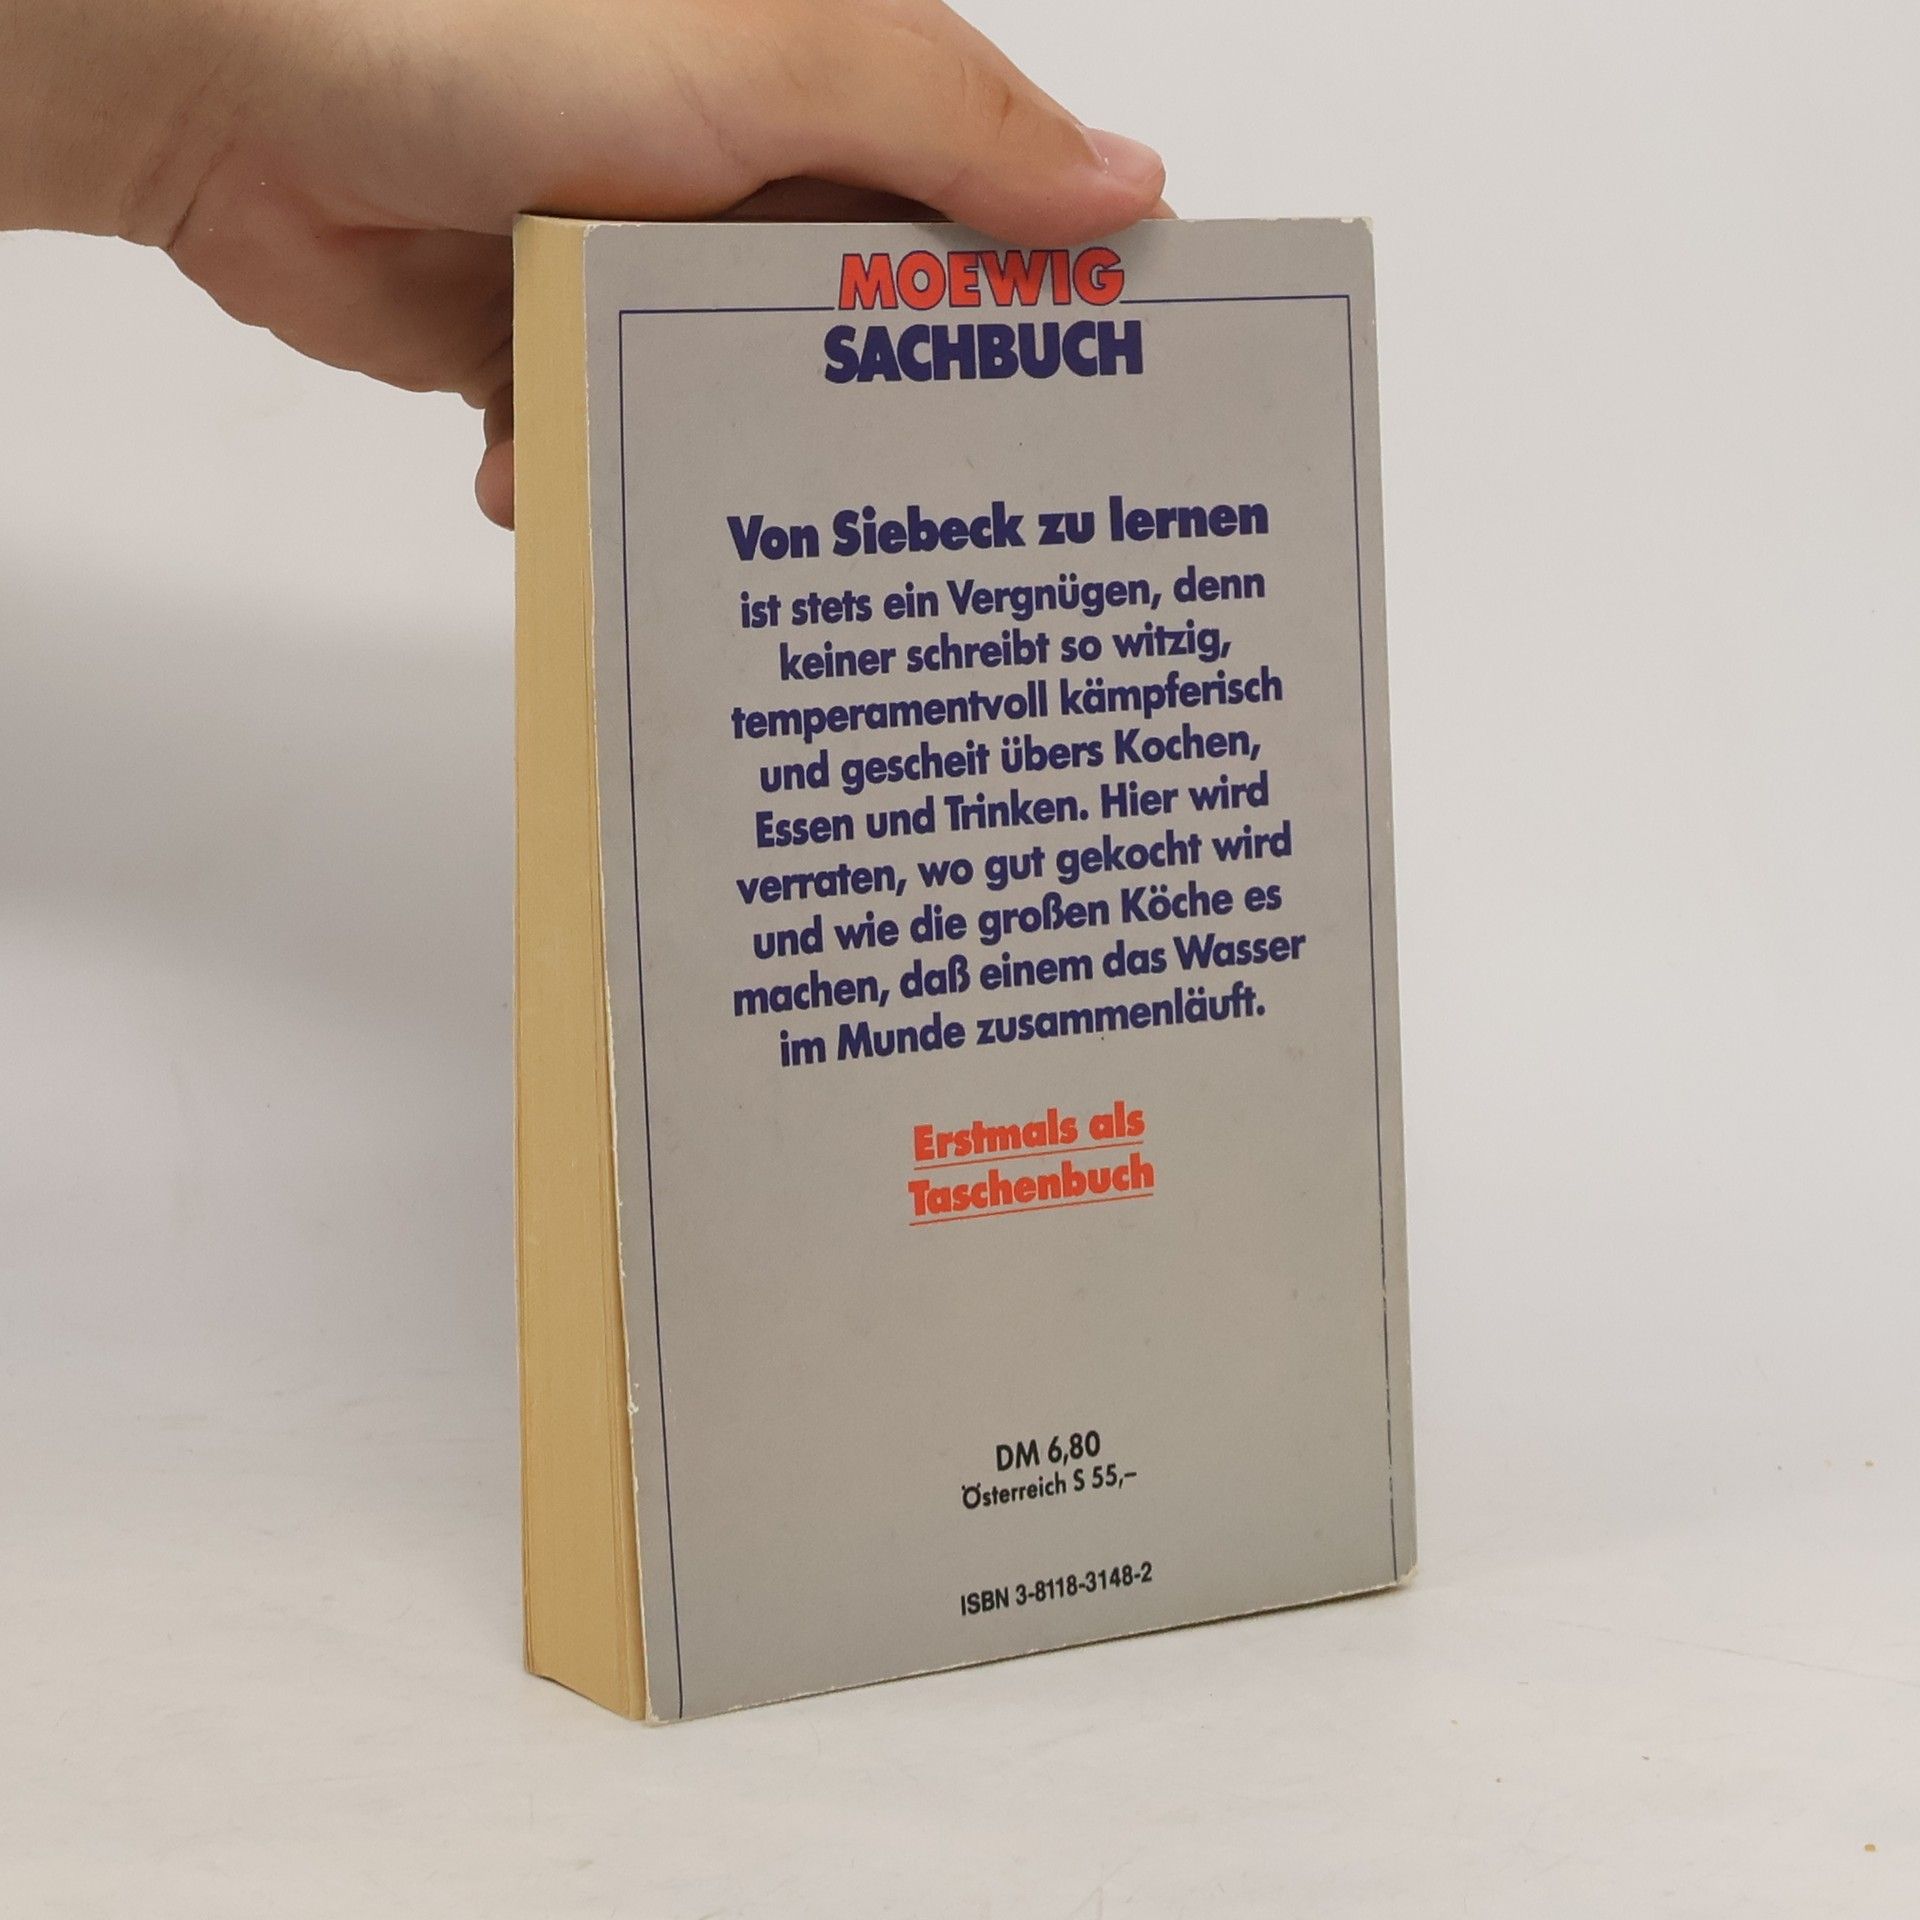 MOEWIG
SACHBUCH
Von Siebeck zu lernen
ist stets ein Vergnügen, denn
keiner schreibt so witzig,
temperamentvoll kämpferisch
und gescheit übers Kochen,
Essen und Trinken. Hier wird
verraten, wo gut gekocht wird
und wie die großen Köche es
machen, daß einem das Wasser
im Munde zusammenläuft.
Erstmals als
Taschenbuch
DM 6,80
Österreich S 55,–
ISBN 3-8118-3148-2